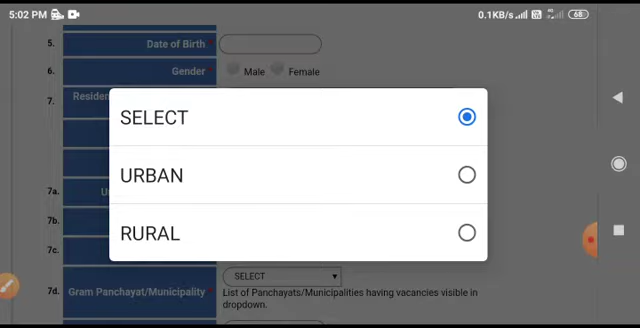 5:02 PM
0.1KB/s
68
5. Date of Birth *
6. Gender * Male Female
7. Residen
SELECT
URBAN
RURAL
7a. U
7b.
7c.
7d. Gram Panchayat/Municipality * SELECT
List of Panchayats/Municipalities having vacancies visible in
dropdown.